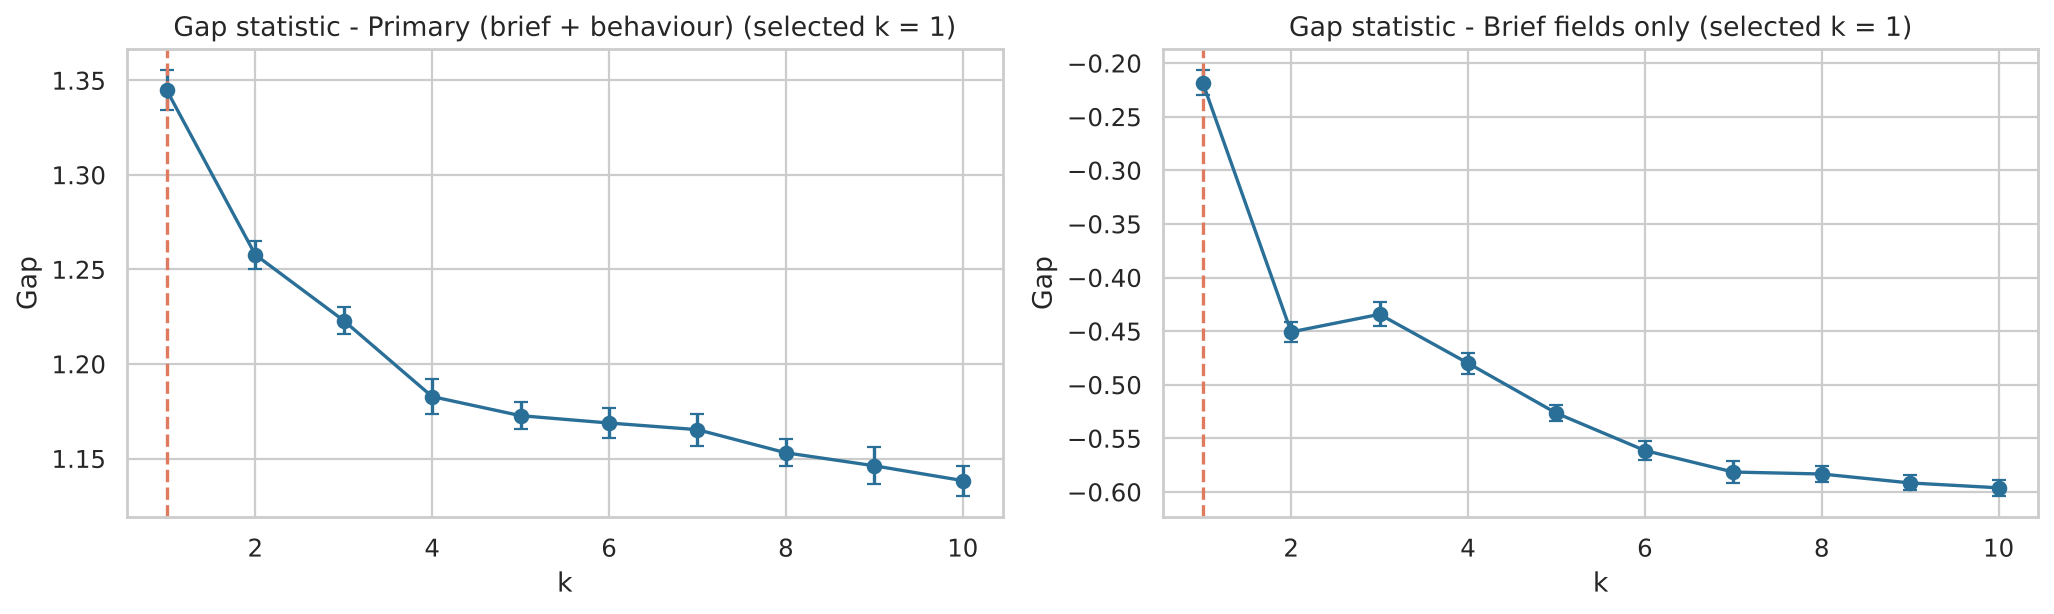 Gap statistic - Primary (brief + behaviour) (selected k = 1)
Gap
1.35
1.30
1.25
1.20
1.15
2 4 6 8 10
k
Gap statistic - Brief fields only (selected k = 1)
Gap
−0.20
−0.25
−0.30
−0.35
−0.40
−0.45
−0.50
−0.55
−0.60
2 4 6 8 10
k